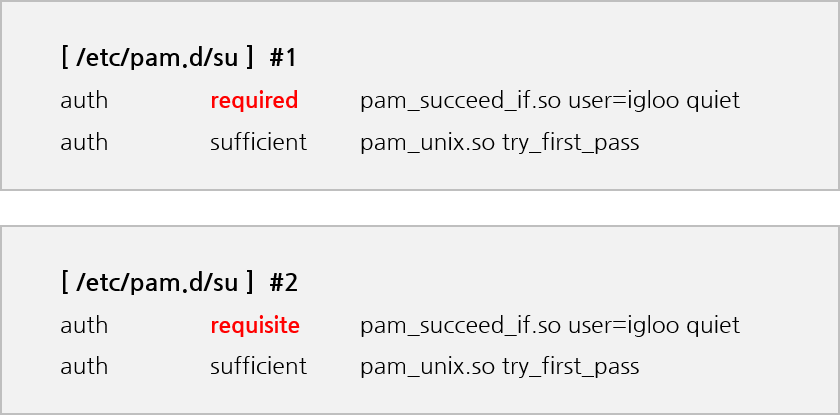 [ /etc/pam.d/su ] #1
auth required pam_succeed_if.so user=igloo quiet
auth sufficient pam_unix.so try_first_pass
[ /etc/pam.d/su ] #2
auth requisite pam_succeed_if.so user=igloo quiet
auth sufficient pam_unix.so try_first_pass